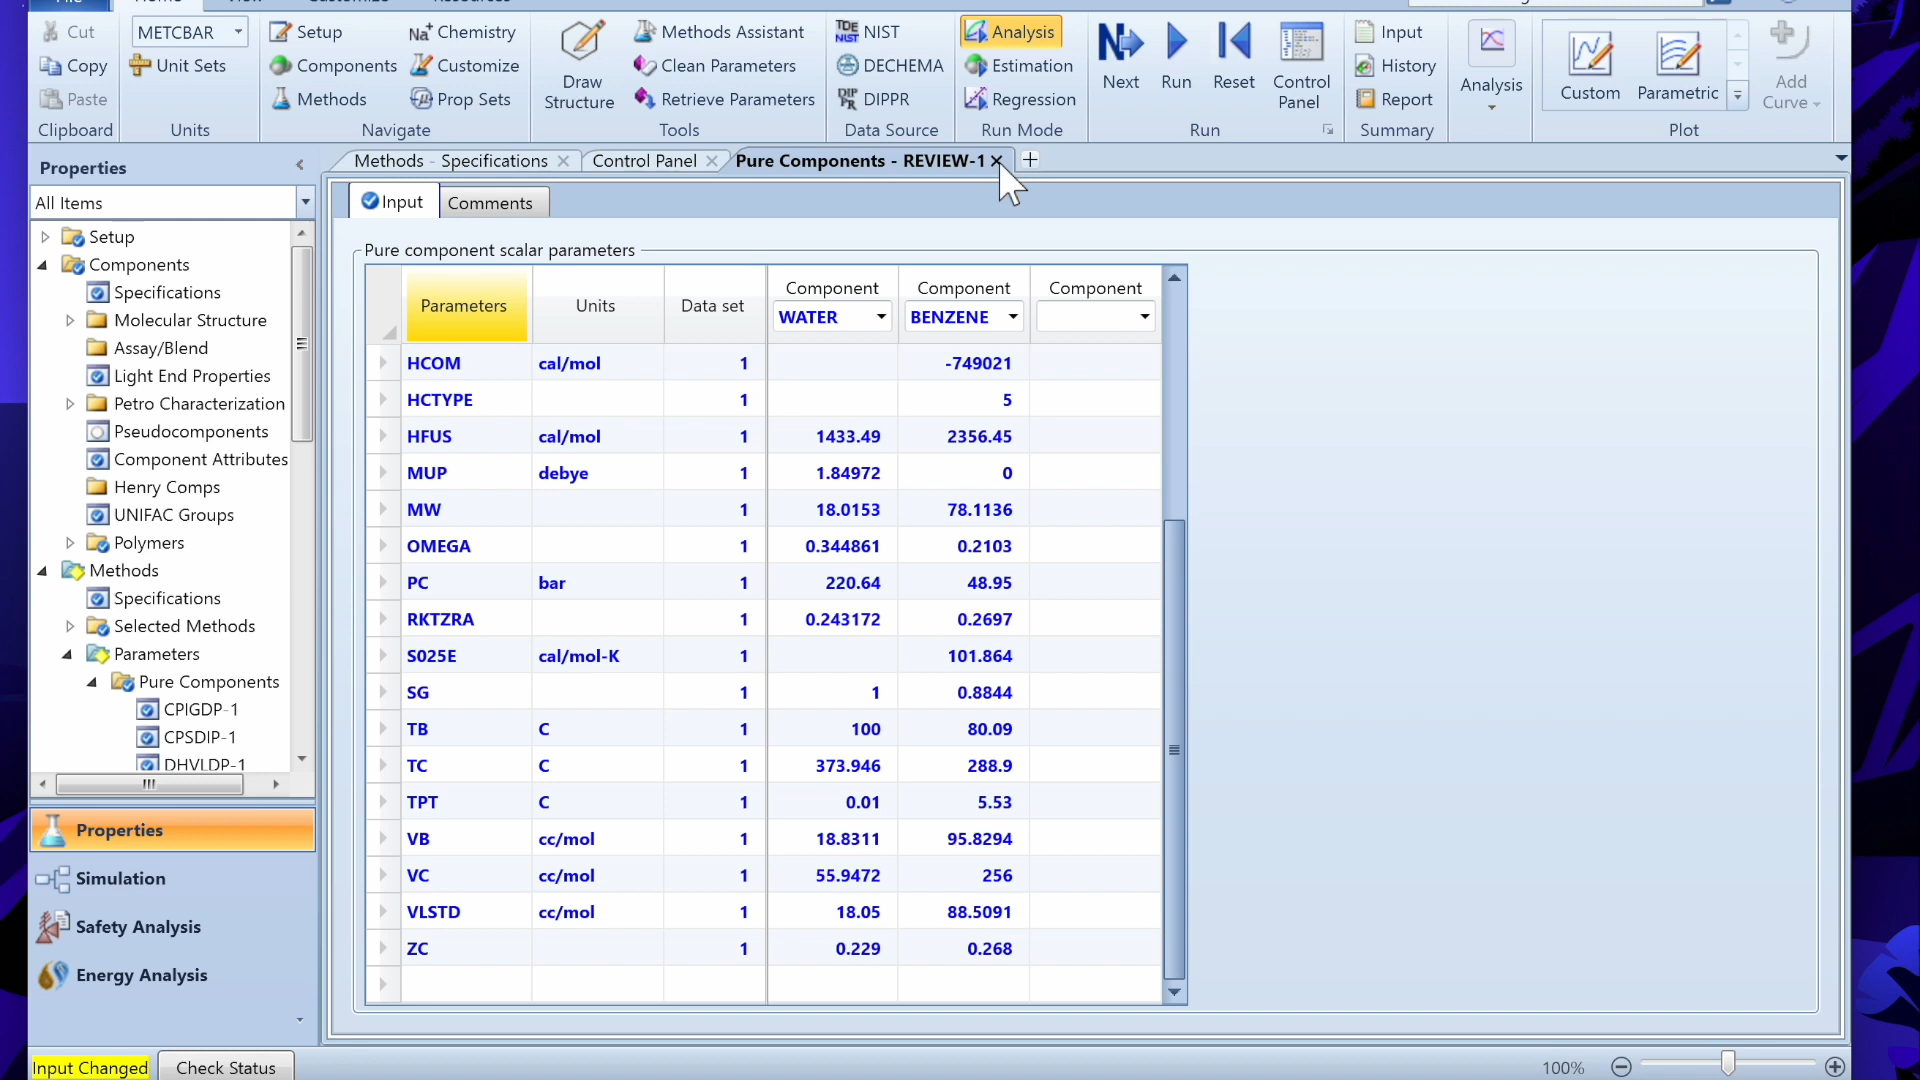 Cut
Copy
Paste
Clipboard
METCBAR
Unit Sets
Units
Setup
Components
Methods
Na+ Chemistry
Customize
Prop Sets
Navigate
Draw
Structure
Methods Assistant
Clean Parameters
Retrieve Parameters
Tools
NIST
DECHEMA
DIPPR
Data Source
Analysis
Estimation
Regression
Run Mode
Next
Run
Reset
Control
Panel
Run
Input
History
Report
Summary
Analysis
Custom
Parametric
Add
Curve
Plot
Properties
Methods - Specifications
Control Panel
Pure Components - REVIEW-1
All Items
Input
Comments
Setup
Components
Specifications
Molecular Structure
Assay/Blend
Light End Properties
Petro Characterization
Pseudocomponents
Component Attributes
Henry Comps
UNIFAC Groups
Polymers
Methods
Specifications
Selected Methods
Parameters
Pure Components
CPIGDP-1
CPSDIP-1
DHVLDP-1
Properties
Simulation
Safety Analysis
Energy Analysis
Pure component scalar parameters
Parameters Units Data set Component WATER Component BENZENE Component
HCOM cal/mol 1 -749021
HCTYPE 1 5
HFUS cal/mol 1 1433.49 2356.45
MUP debye 1 1.84972 0
MW 1 18.0153 78.1136
OMEGA 1 0.344861 0.2103
PC bar 1 220.64 48.95
RKTZRA 1 0.243172 0.2697
S025E cal/mol-K 1 101.864
SG 1 1 0.8844
TB C 1 100 80.09
TC C 1 373.946 288.9
TPT C 1 0.01 5.53
VB cc/mol 1 18.8311 95.8294
VC cc/mol 1 55.9472 256
VLSTD cc/mol 1 18.05 88.5091
ZC 1 0.229 0.268
Input Changed
Check Status
100%